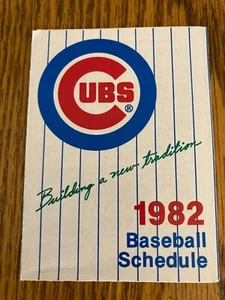 CUBS®
Building a new tradition
1982
Baseball
Schedule